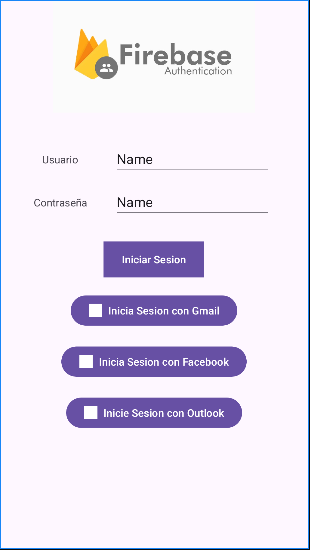 Firebase
Authentication
Usuario
Name
Contraseña
Name
Iniciar Sesion
Inicia Sesion con Gmail
Inicia Sesion con Facebook
Inicie Sesion con Outlook